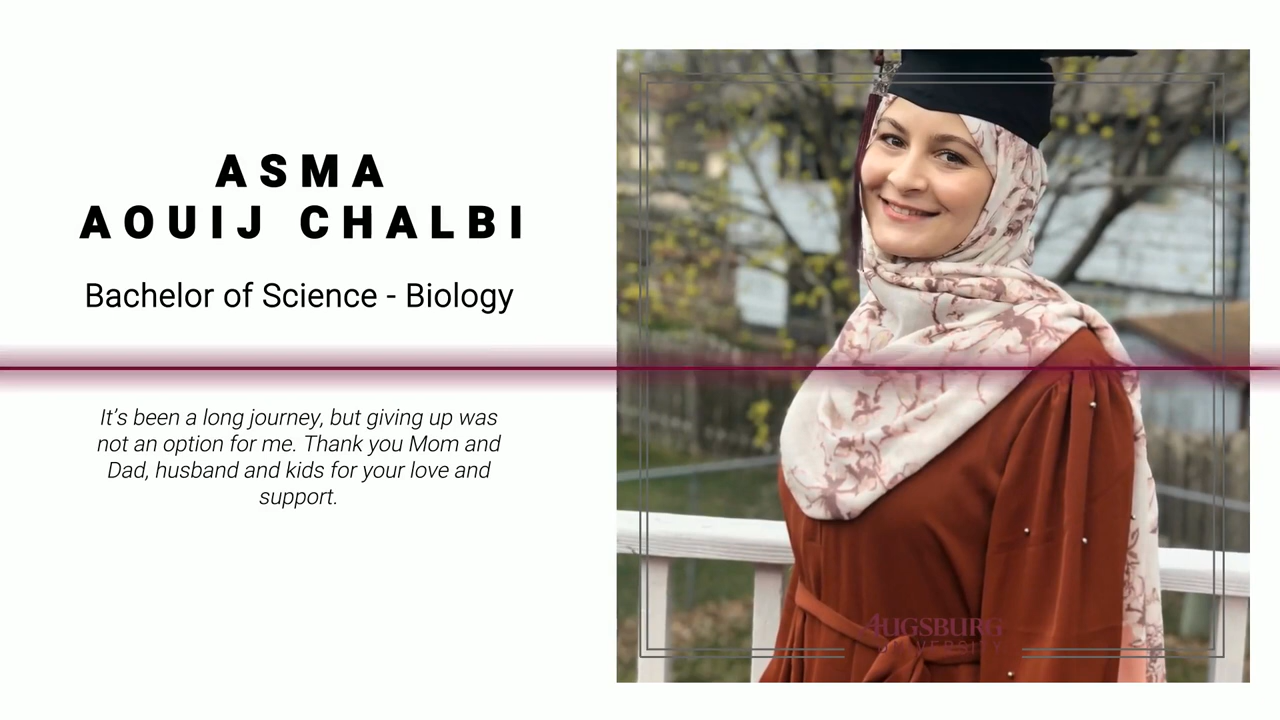 ASMA
AOUIJ CHALBI
Bachelor of Science - Biology
It's been a long journey, but giving up was
not an option for me. Thank you Mom and
Dad, husband and kids for your love and
support.
AUGSBURG
UNIVERSITY